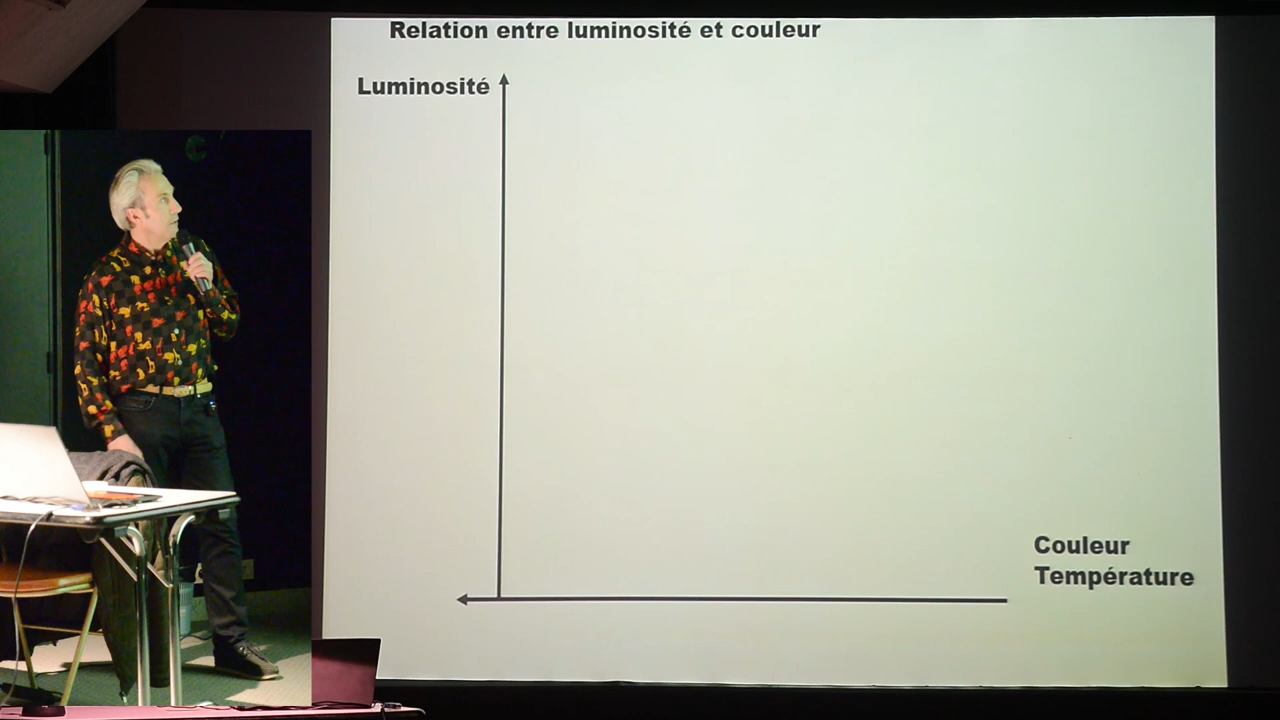 Relation entre luminosité et couleur
Luminosité
Couleur
Température